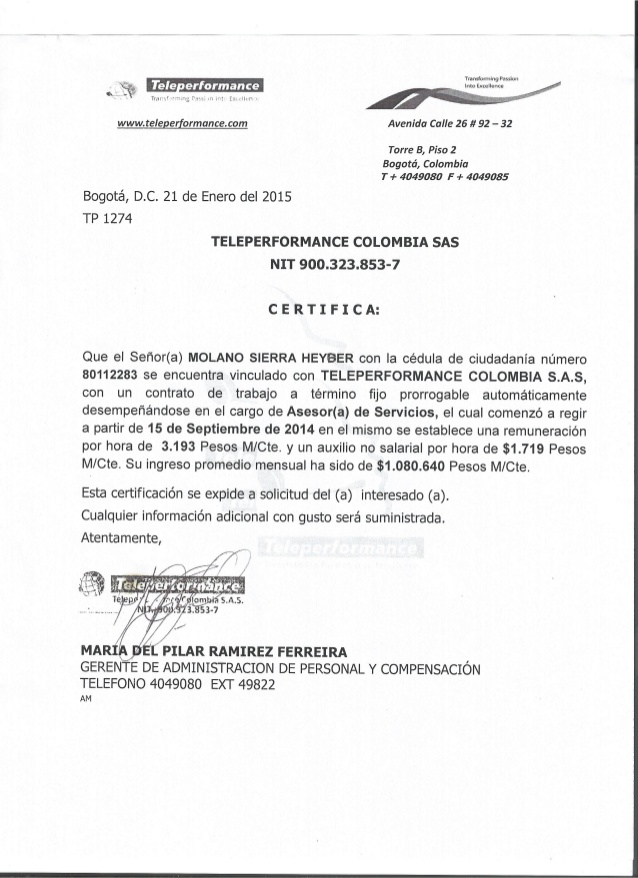 Teleperformance
Transforming Passion Into Excellence
www.teleperformance.com
Transforming Passion
Into Excellence
Avenida Calle 26 # 92 – 32
Torre B, Piso 2
Bogotá, Colombia
T + 4049080 F + 4049085
Bogotá, D.C. 21 de Enero del 2015
TP 1274
TELEPERFORMANCE COLOMBIA SAS
NIT 900.323.853-7
C E R T I F I C A:
Que el Señor(a) MOLANO SIERRA HEYBER con la cédula de ciudadanía número
80112283 se encuentra vinculado con TELEPERFORMANCE COLOMBIA S.A.S,
con un contrato de trabajo a término fijo prorrogable automáticamente
desempeñándose en el cargo de Asesor(a) de Servicios, el cual comenzó a regir
a partir de 15 de Septiembre de 2014 en el mismo se establece una remuneración
por hora de 3.193 Pesos M/Cte. y un auxilio no salarial por hora de $1.719 Pesos
M/Cte. Su ingreso promedio mensual ha sido de $1.080.640 Pesos M/Cte.
Esta certificación se expide a solicitud del (a) interesado (a).
Cualquier información adicional con gusto será suministrada.
Atentamente,
Teleperformance
Teleperformance
Colombia S.A.S.
NIT. 900.323.853-7
MARIA DEL PILAR RAMIREZ FERREIRA
GERENTE DE ADMINISTRACION DE PERSONAL Y COMPENSACIÓN
TELEFONO 4049080 EXT 49822
AM